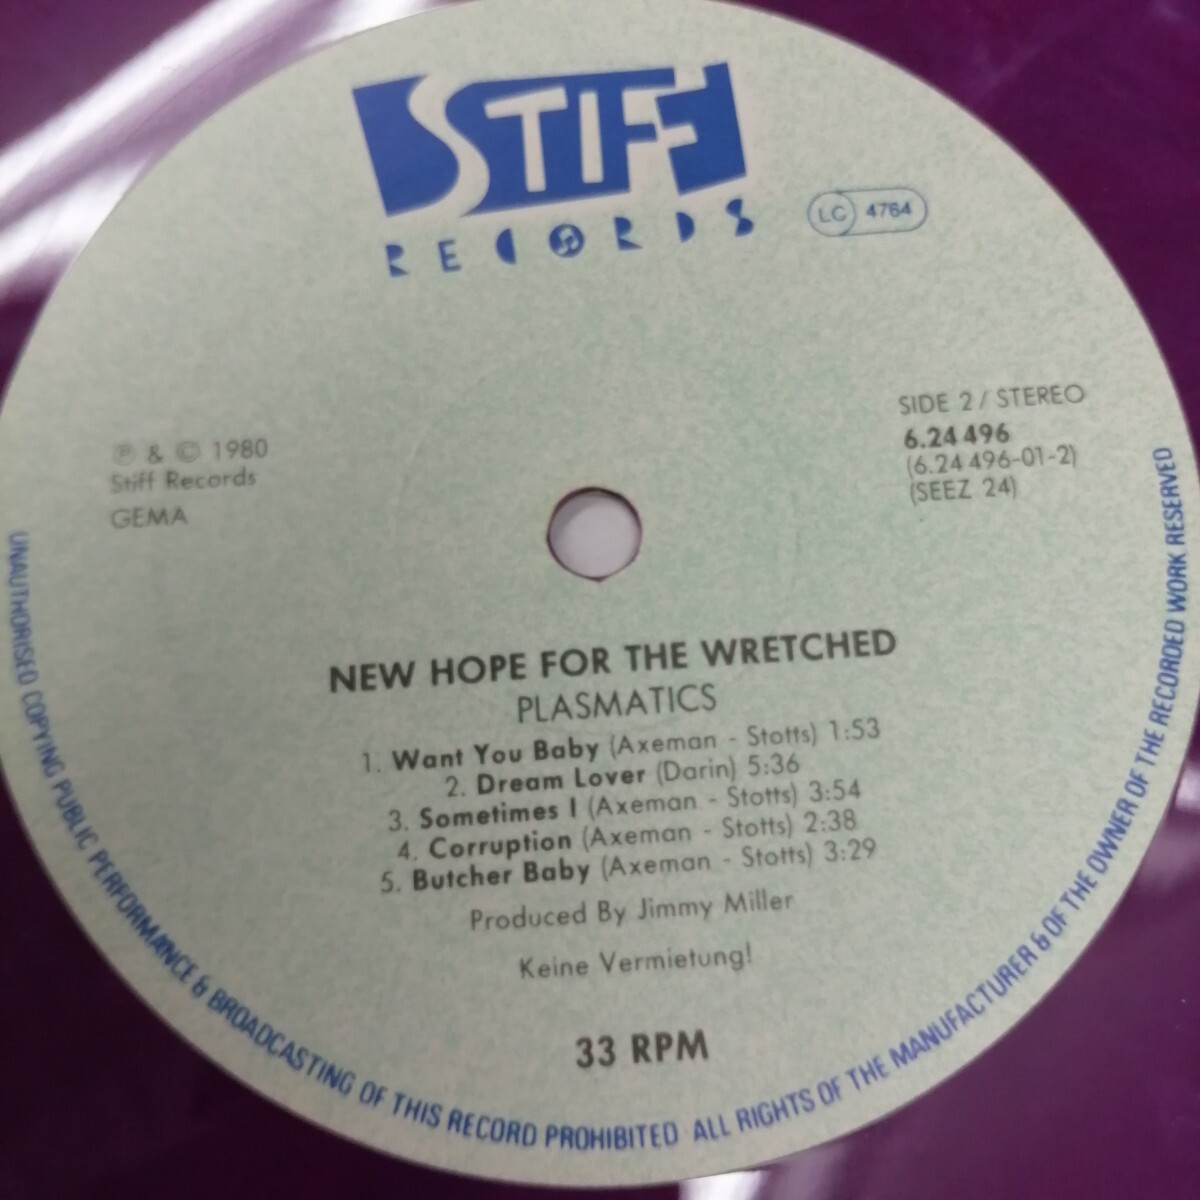 STIFF
RECORDS
LC 4764
SIDE 2 / STEREO
6.24 496
(6.24 496-01-2)
(SEEZ 24)
℗ & © 1980
Stiff Records
GEMA
NEW HOPE FOR THE WRETCHED
PLASMATICS
1. Want You Baby (Axeman - Stotts) 1:53
2. Dream Lover (Darin) 5:36
3. Sometimes I (Axeman - Stotts) 3:54
4. Corruption (Axeman - Stotts) 2:38
5. Butcher Baby (Axeman - Stotts) 3:29
Produced By Jimmy Miller
Keine Vermietung!
33 RPM
UNAUTHORISED COPYING PUBLIC PERFORMANCE & BROADCASTING OF THIS RECORD PROHIBITED ALL RIGHTS OF THE MANUFACTURER & OF THE OWNER OF THE RECORDED WORK RESERVED